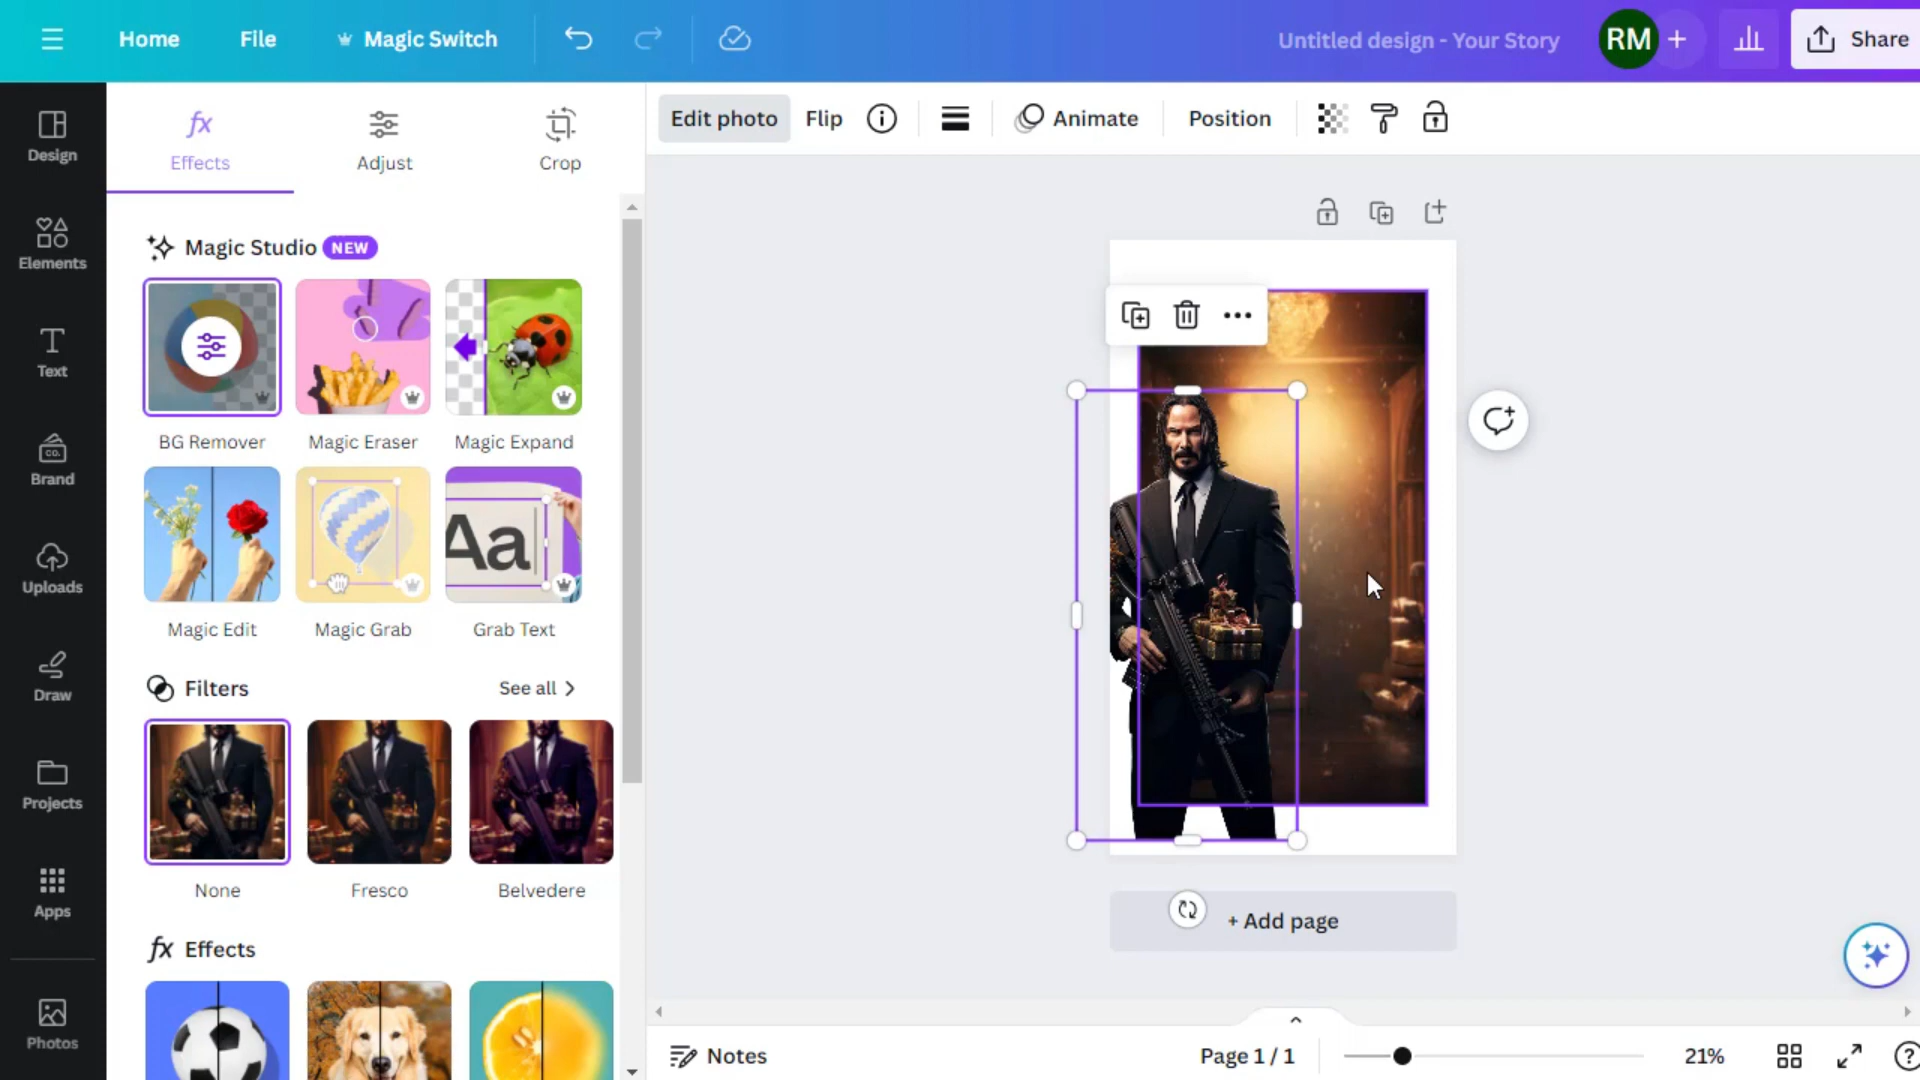 Home File Magic Switch Untitled design - Your Story RM + Share
Design
Elements
Text
CO.
Brand
Uploads
Draw
Projects
Apps
Photos
fx Effects
Adjust
Crop
Edit photo Flip Animate Position
Magic Studio NEW
BG Remover Magic Eraser Magic Expand
Aa
Magic Edit Magic Grab Grab Text
Filters See all
None Fresco Belvedere
fx Effects
+ Add page
Notes Page 1 / 1 21% ?